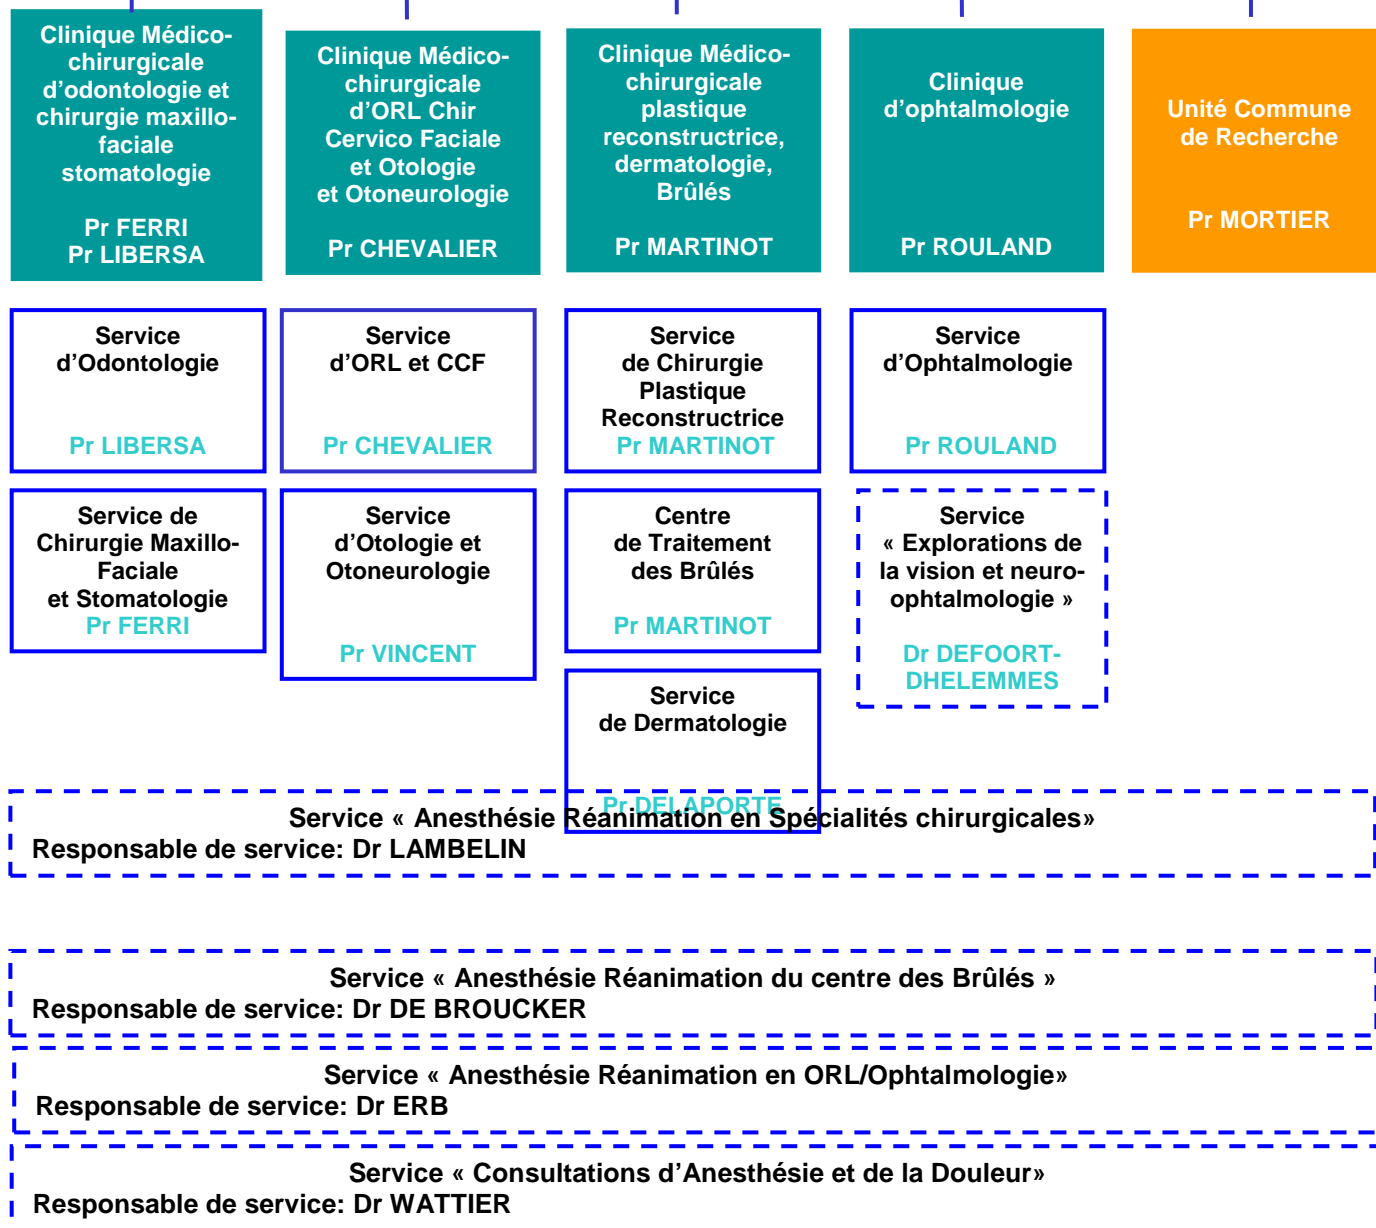 Clinique Médico-
chirurgicale
d’odontologie et
chirurgie maxillo-
faciale
stomatologie
Pr FERRI
Pr LIBERSA
Clinique Médico-
chirurgicale
d’ORL Chir
Cervico Faciale
et Otologie
et Otoneurologie
Pr CHEVALIER
Clinique Médico-
chirurgicale
plastique
reconstructrice,
dermatologie,
Brûlés
Pr MARTINOT
Clinique
d’ophtalmologie
Pr ROULAND
Unité Commune
de Recherche
Pr MORTIER
Service
d’Odontologie
Pr LIBERSA
Service
d’ORL et CCF
Pr CHEVALIER
Service
de Chirurgie
Plastique
Reconstructrice
Pr MARTINOT
Service
d’Ophtalmologie
Pr ROULAND
Service de
Chirurgie Maxillo-
Faciale
et Stomatologie
Pr FERRI
Service
d’Otologie et
Otoneurologie
Pr VINCENT
Centre
de Traitement
des Brûlés
Pr MARTINOT
Service
« Explorations de
la vision et neuro-
ophtalmologie »
Dr DEFOORT-
DHELEMMES
Service
de Dermatologie
Pr DELAPORTE
Service « Anesthésie Réanimation en Spécialités chirurgicales»
Responsable de service: Dr LAMBELIN
Service « Anesthésie Réanimation du centre des Brûlés »
Responsable de service: Dr DE BROUCKER
Service « Anesthésie Réanimation en ORL/Ophtalmologie»
Responsable de service: Dr ERB
Service « Consultations d’Anesthésie et de la Douleur»
Responsable de service: Dr WATTIER